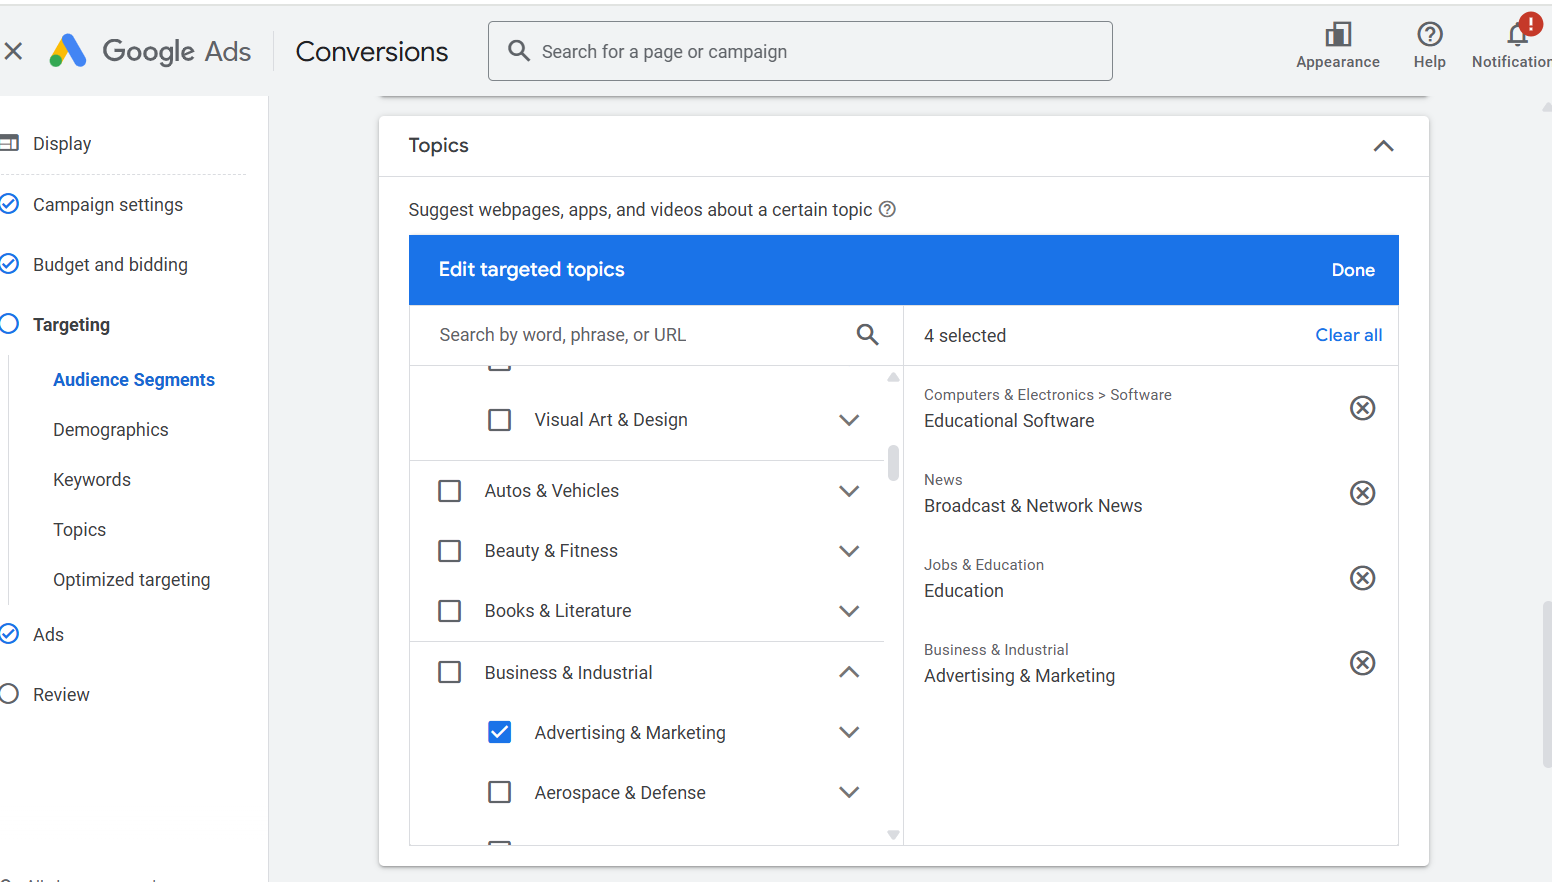 Google Ads
Conversions
Search for a page or campaign
Appearance
Help
Notification
Display
Campaign settings
Budget and bidding
Targeting
Audience Segments
Demographics
Keywords
Topics
Optimized targeting
Ads
Review
Topics
Suggest webpages, apps, and videos about a certain topic
Edit targeted topics
Done
Search by word, phrase, or URL
Visual Art & Design
Autos & Vehicles
Beauty & Fitness
Books & Literature
Business & Industrial
Advertising & Marketing
Aerospace & Defense
4 selected
Clear all
Computers & Electronics > Software
Educational Software
News
Broadcast & Network News
Jobs & Education
Education
Business & Industrial
Advertising & Marketing